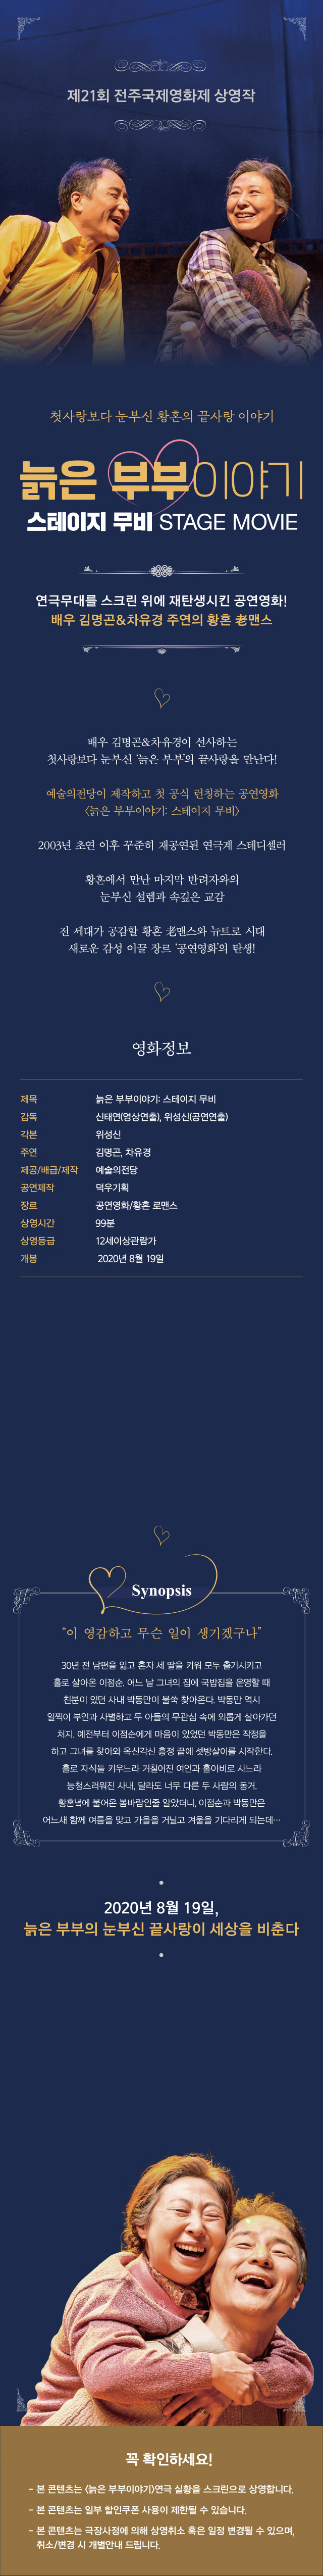 제21회 전주국제영화제 상영작
첫사랑보다 눈부신 황혼의 끝사랑 이야기
늙은 부부이야기
스테이지 무비 STAGE MOVIE
연극무대를 스크린 위에 재탄생시킨 공연영화!
배우 김명곤&차유경 주연의 황혼 老맨스
배우 김명곤&차유경이 선사하는
첫사랑보다 눈부신 '늙은 부부'의 끝사랑을 만난다!
예술의전당이 제작하고 첫 공식 런칭하는 공연영화
<늙은 부부이야기: 스테이지 무비>
2003년 초연 이후 꾸준히 재공연된 연극계 스테디셀러
황혼에서 만난 마지막 반려자와의
눈부신 설렘과 속깊은 교감
전 세대가 공감할 황혼 老맨스와 뉴트로 시대
새로운 감성 이끌 장르 '공연영화'의 탄생!
영화정보
제목 늙은 부부이야기: 스테이지 무비
감독 신태연(영상연출), 위성신(공연연출)
각본 위성신
주연 김명곤, 차유경
제공/배급/제작 예술의전당
공연제작 덕우기획
장르 공연영화/황혼 로맨스
상영시간 99분
상영등급 12세이상관람가
개봉 2020년 8월 19일
Synopsis
"이 영감하고 무슨 일이 생기겠구나"
30년 전 남편을 잃고 혼자 세 딸을 키워 모두 출가시키고
홀로 살아온 이점순. 어느 날 그녀의 집에 국밥집을 운영할 때
친분이 있던 사내 박동만이 불쑥 찾아온다. 박동만 역시
일찍이 부인과 사별하고 두 아들의 무관심 속에 외롭게 살아가던
처지. 예전부터 이점순에게 마음이 있었던 박동만은 작정을
하고 그녀를 찾아와 옥신각신 흥정 끝에 셋방살이를 시작한다.
홀로 자식들 키우느라 거칠어진 여인과 홀아비로 사느라
능청스러워진 사내, 달라도 너무 다른 두 사람의 동거.
황혼녘에 불어온 봄바람인줄 알았더니, 이점순과 박동만은
어느새 함께 여름을 맞고 가을을 거닐고 겨울을 기다리게 되는데…
2020년 8월 19일,
늙은 부부의 눈부신 끝사랑이 세상을 비춘다
꼭 확인하세요!
- 본 콘텐츠는 <늙은 부부이야기>연극 실황을 스크린으로 상영합니다.
- 본 콘텐츠는 일부 할인쿠폰 사용이 제한될 수 있습니다.
- 본 콘텐츠는 극장사정에 의해 상영취소 혹은 일정 변경될 수 있으며,
취소/변경 시 개별안내 드립니다.